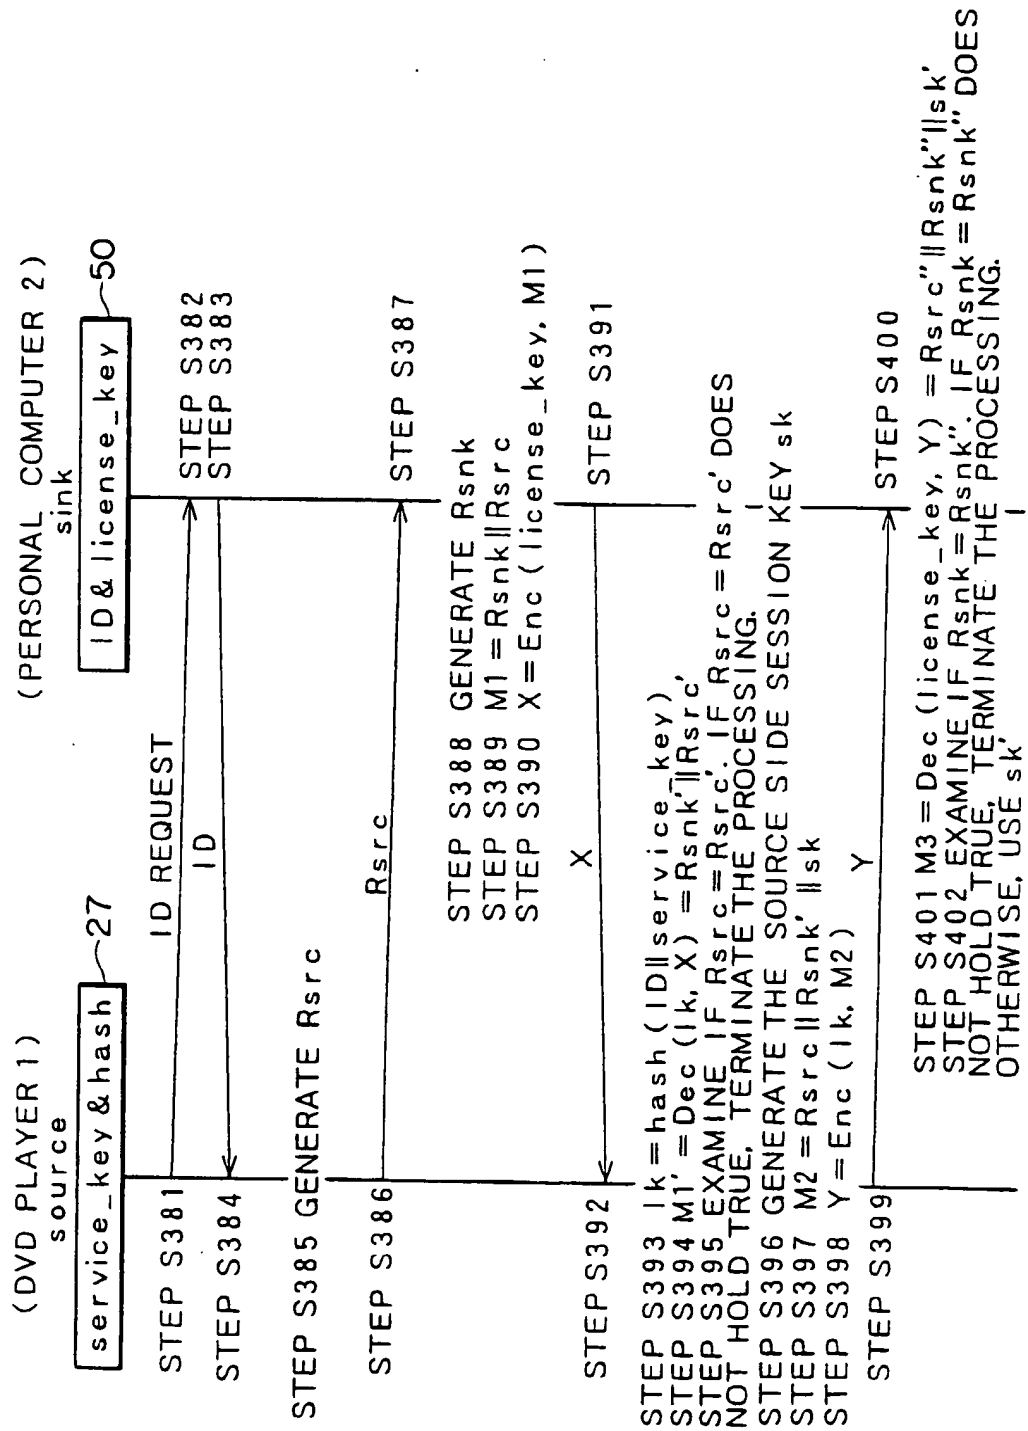 (DVD PLAYER 1)
source
service_key & hash
27
(PERSONAL COMPUTER 2)
sink
ID & license_key
50
STEP S381
ID REQUEST
STEP S382
STEP S383
ID
STEP S384
STEP S385 GENERATE Rsrc
STEP S386
Rsrc
STEP S387
STEP S388 GENERATE Rsnk
STEP S389 M1=Rsnk||Rsrc
STEP S390 X=Enc(license_key, M1)
STEP S391
X
STEP S392
STEP S393 lk=hash(ID||service_key)
STEP S394 M1'=Dec(lk, X)=Rsnk'||Rsrc'
STEP S395 EXAMINE IF Rsrc=Rsrc'. IF Rsrc=Rsrc' DOES
NOT HOLD TRUE, TERMINATE THE PROCESSING.
STEP S396 GENERATE THE SOURCE SIDE SESSION KEY sk
STEP S397 M2=Rsrc||Rsnk'||sk
STEP S398 Y=Enc(lk, M2)
STEP S399
Y
STEP S400
STEP S401 M3=Dec(license_key, Y)=Rsrc"||Rsnk"||sk'
STEP S402 EXAMINE IF Rsnk=Rsnk". IF Rsnk=Rsnk" DOES
NOT HOLD TRUE, TERMINATE THE PROCESSING.
OTHERWISE, USE sk'